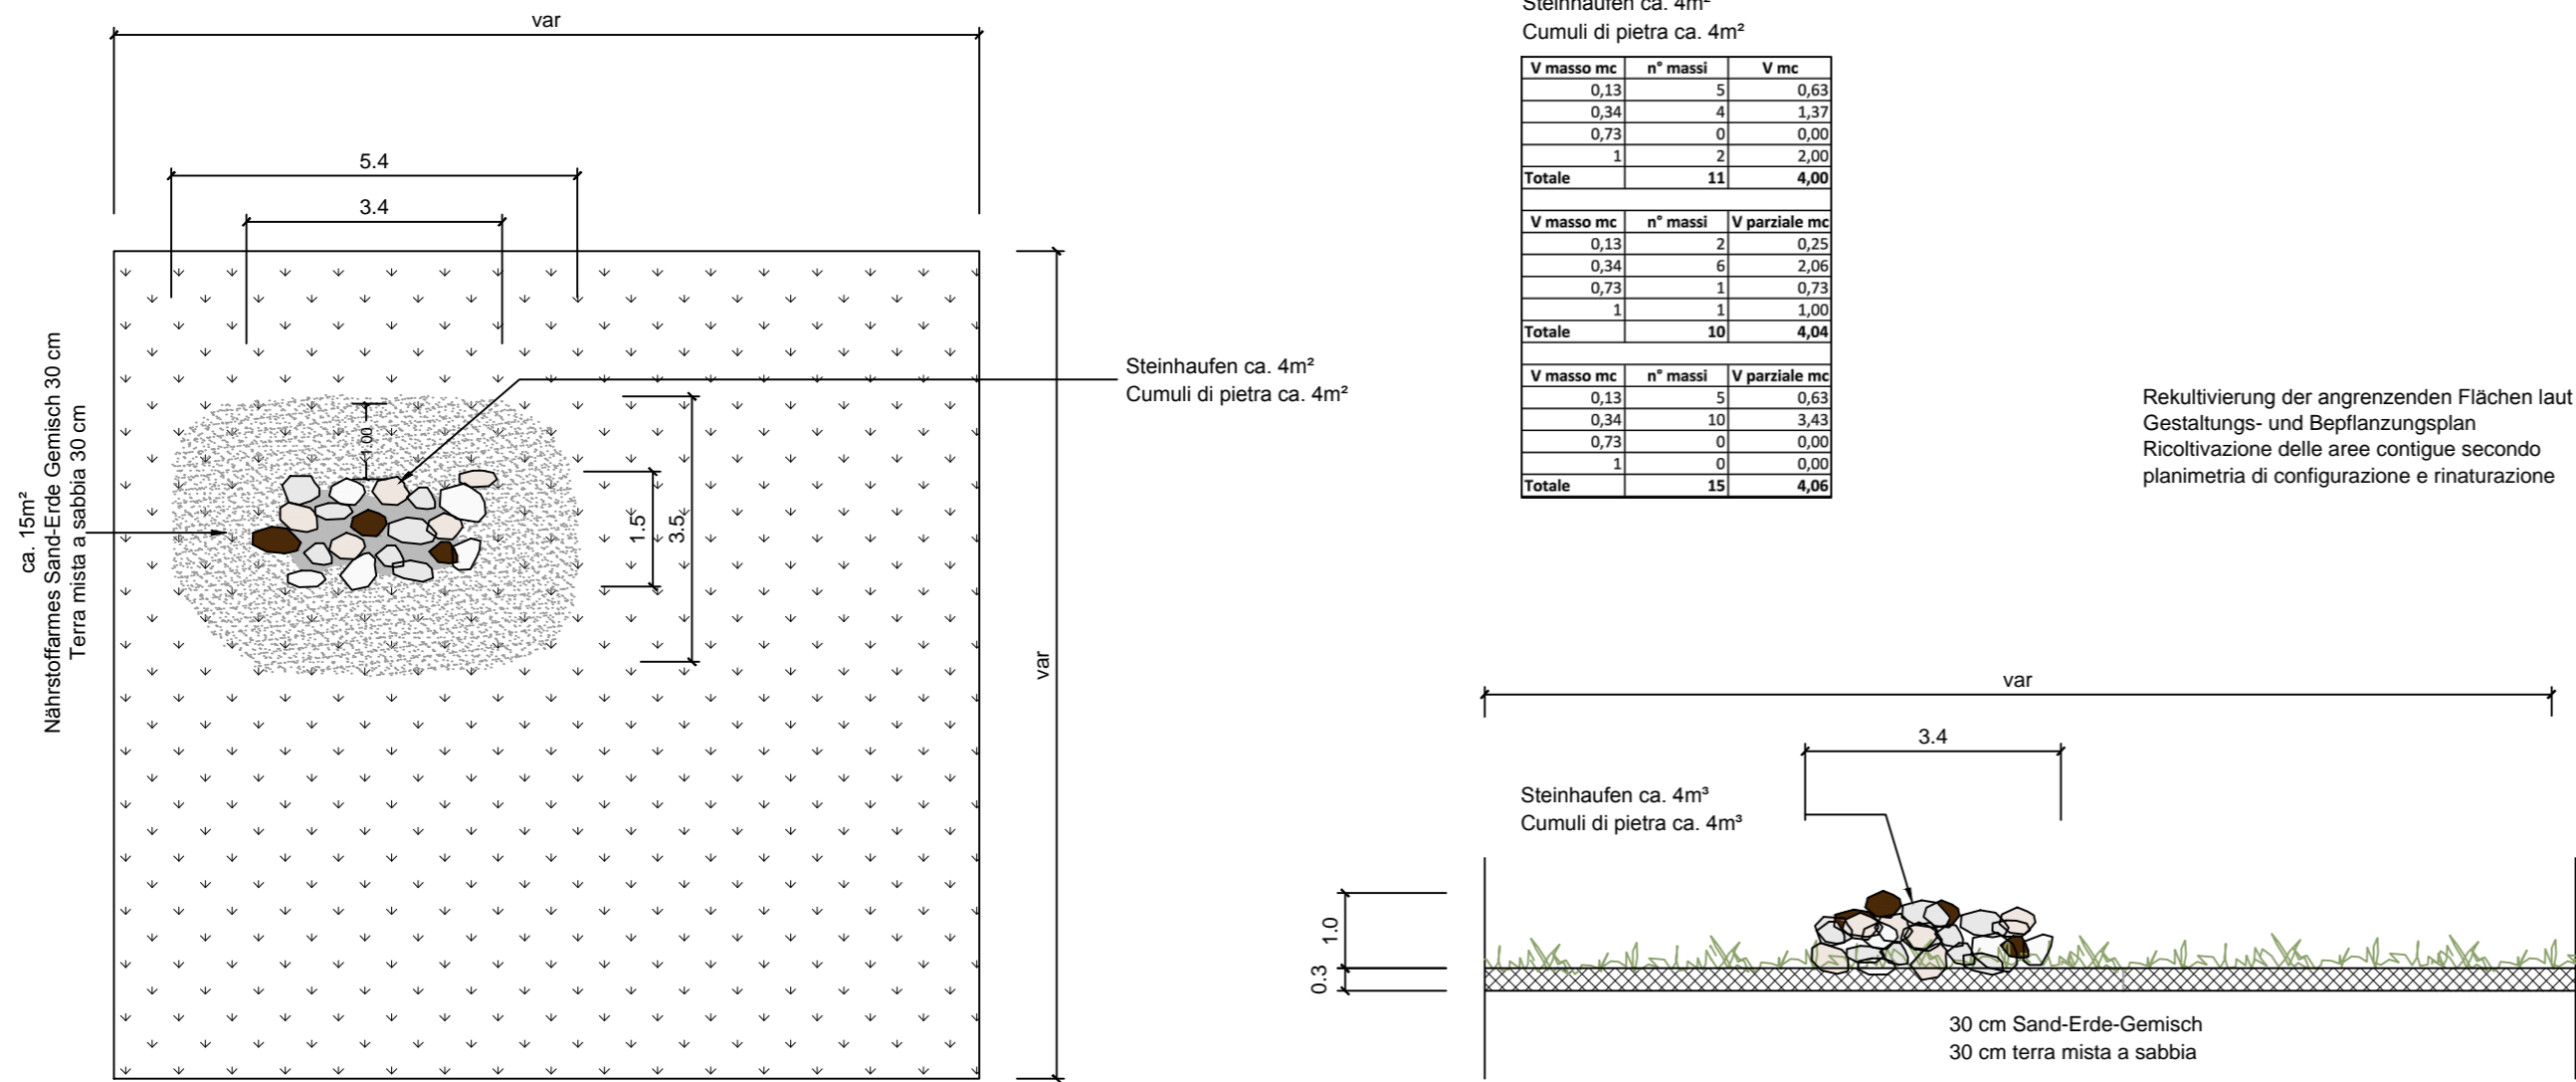 var
5.4
3.4
1.00
1.5
3.5
var
Steinhaufen ca. 4m²
Cumuli di pietra ca. 4m²
ca. 15m²
Nährstoffarmes Sand-Erde Gemisch 30 cm
Terra mista a sabbia 30 cm
Steinhaufen ca. 4m²
Cumuli di pietra ca. 4m²
V masso mc n° massi V mc
0,13 5 0,63
0,34 4 1,37
0,73 0 0,00
1 2 2,00
Totale 11 4,00
V masso mc n° massi V parziale mc
0,13 2 0,25
0,34 6 2,06
0,73 1 0,73
1 1 1,00
Totale 10 4,04
V masso mc n° massi V parziale mc
0,13 5 0,63
0,34 10 3,43
0,73 0 0,00
1 0 0,00
Totale 15 4,06
Rekultivierung der angrenzenden Flächen laut
Gestaltungs- und Bepflanzungsplan
Ricoltivazione delle aree contigue secondo
planimetria di configurazione e rinaturazione
var
3.4
Steinhaufen ca. 4m³
Cumuli di pietra ca. 4m³
1.0
0.3
30 cm Sand-Erde-Gemisch
30 cm terra mista a sabbia